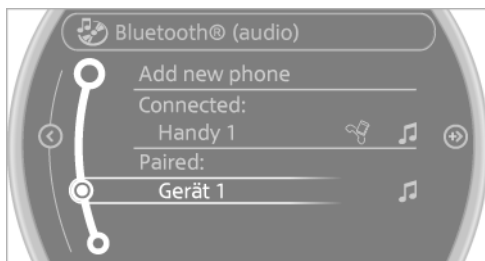 Bluetooth® (audio)
Add new phone
Connected:
Handy 1
Paired:
Gerät 1